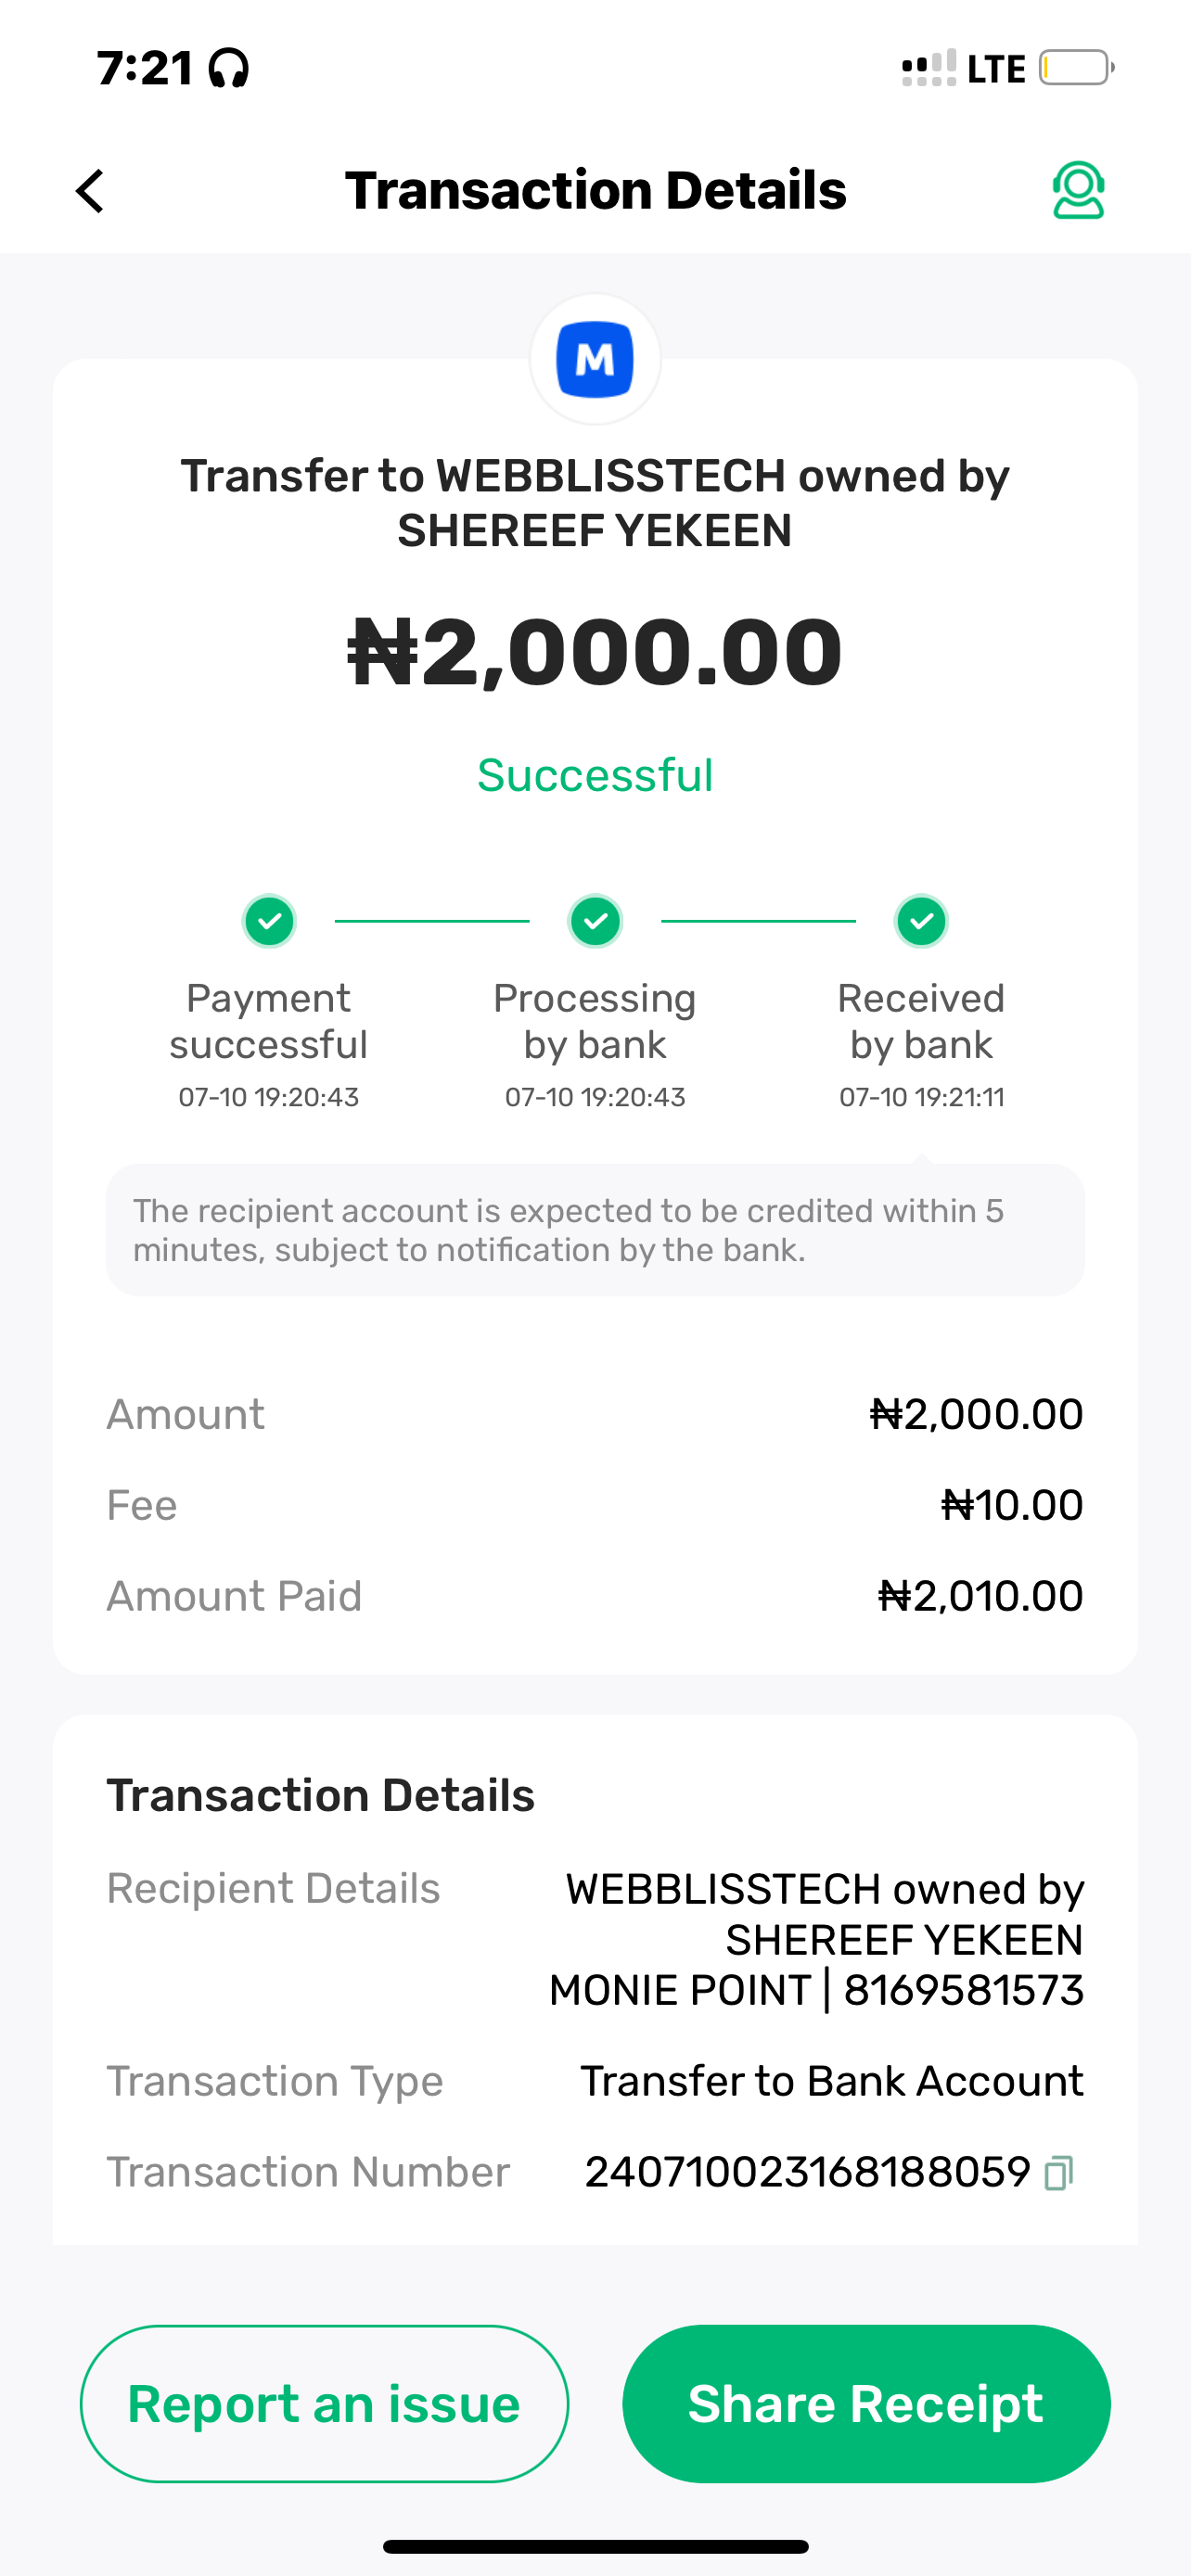 7:21
LTE
Transaction Details
M
Transfer to WEBBLISSTECH owned by
SHEREEF YEKEEN
₦2,000.00
Successful
Payment
successful
07-10 19:20:43
Processing
by bank
07-10 19:20:43
Received
by bank
07-10 19:21:11
The recipient account is expected to be credited within 5
minutes, subject to notification by the bank.
Amount ₦2,000.00
Fee ₦10.00
Amount Paid ₦2,010.00
Transaction Details
Recipient Details WEBBLISSTECH owned by
SHEREEF YEKEEN
MONIE POINT | 8169581573
Transaction Type Transfer to Bank Account
Transaction Number 240710023168188059
Report an issue
Share Receipt